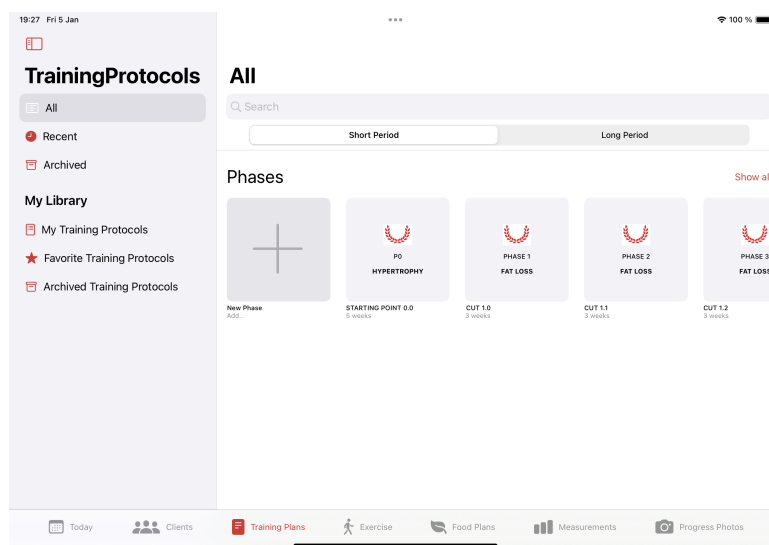 19:27 Fri 5 Jan
100 %
TrainingProtocols
All
Recent
Archived
My Library
My Training Protocols
Favorite Training Protocols
Archived Training Protocols
All
Search
Short Period
Long Period
Phases
Show al
P0
HYPERTROPHY
PHASE 1
FAT LOSS
PHASE 2
FAT LOSS
PHASE 3
FAT LOSS
New Phase
Add..
STARTING POINT 0.0
5 weeks
CUT 1.0
3 weeks
CUT 1.1
3 weeks
CUT 1.2
3 weeks
Today
Clients
Training Plans
Exercise
Food Plans
Measurements
Progress Photos